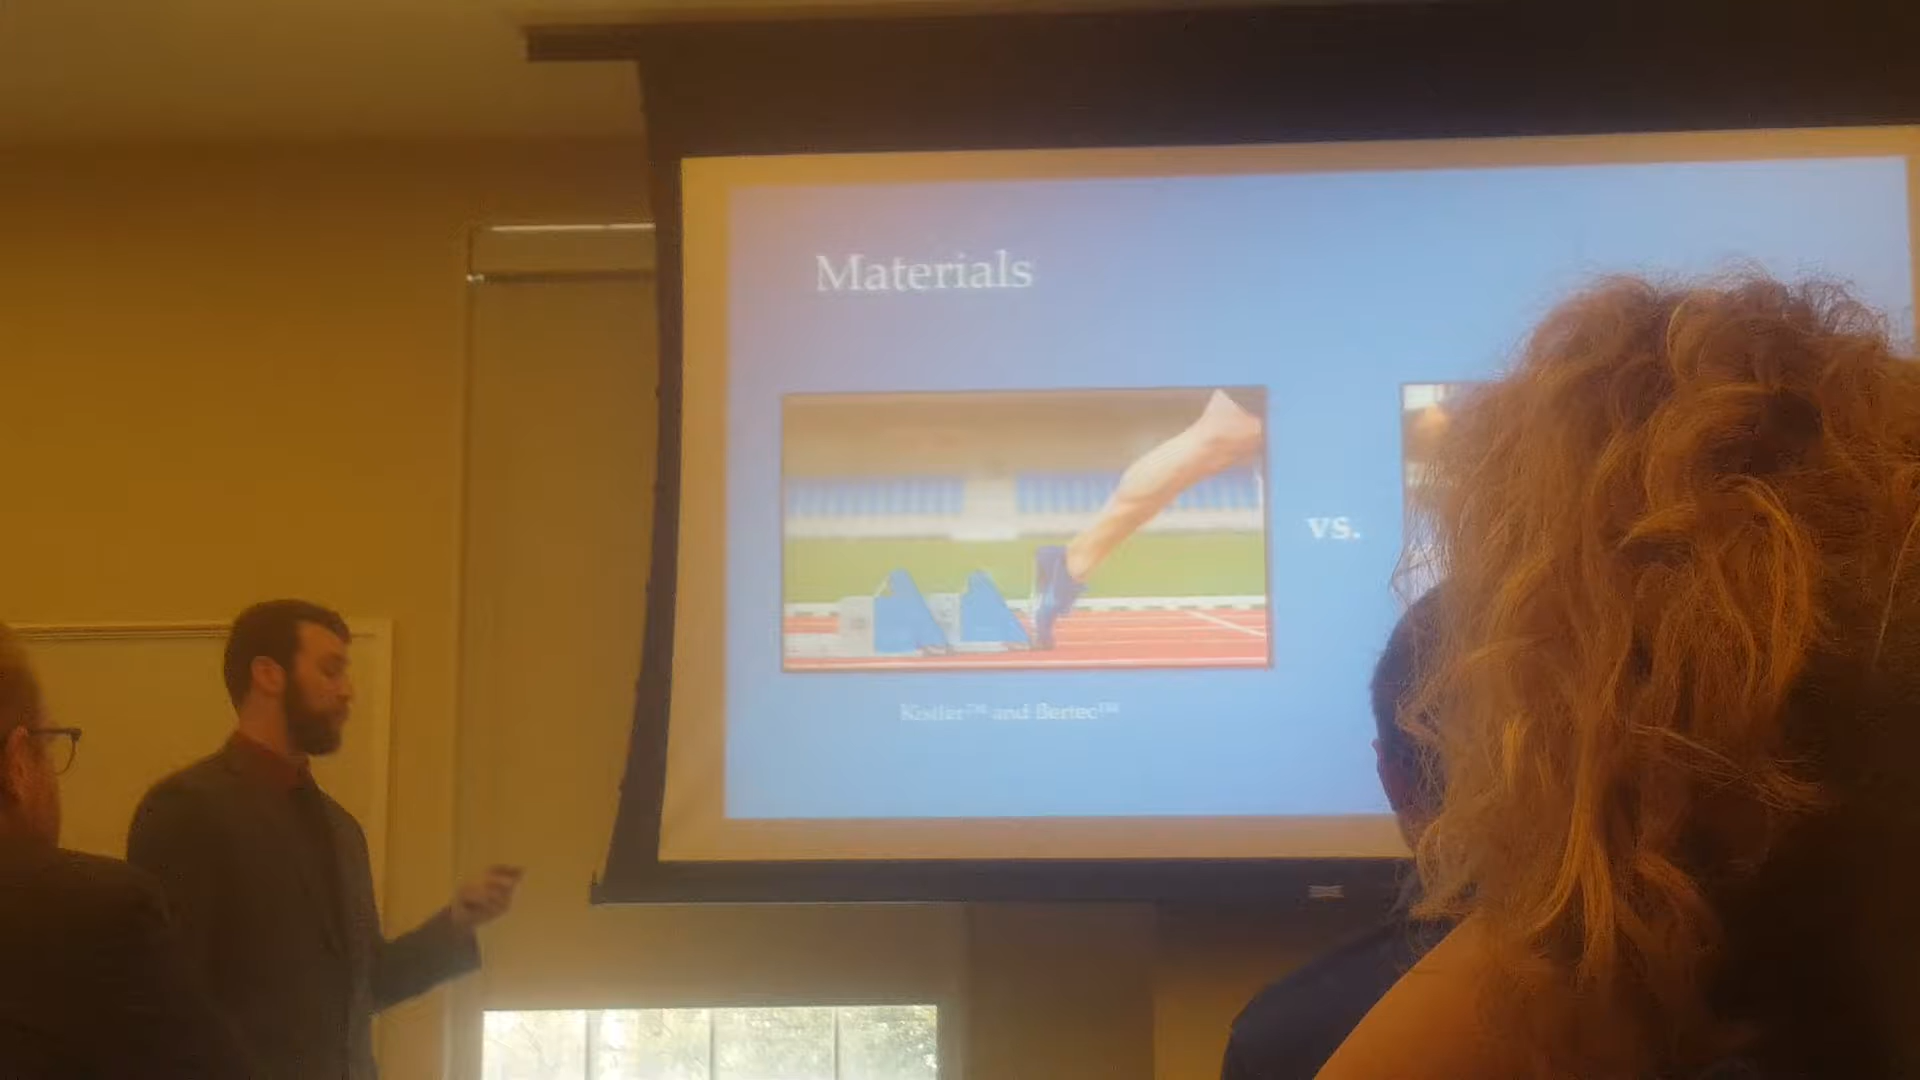 Materials
vs.
Kistler™ and Bertec™